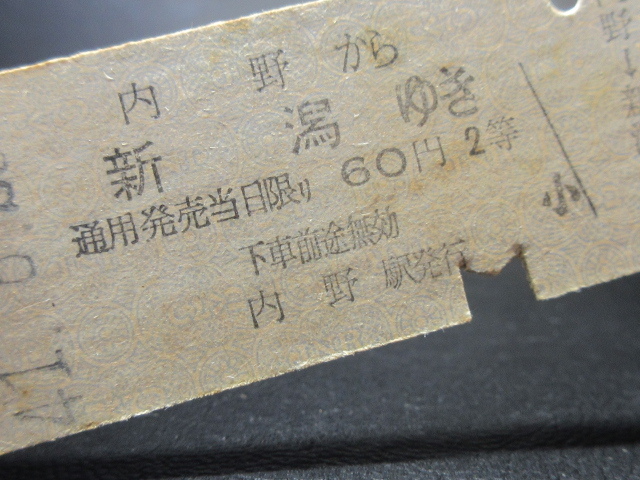 内野から
新潟ゆき
通用発売当日限り 60円 2等
小
下車前途無効
内野駅発行